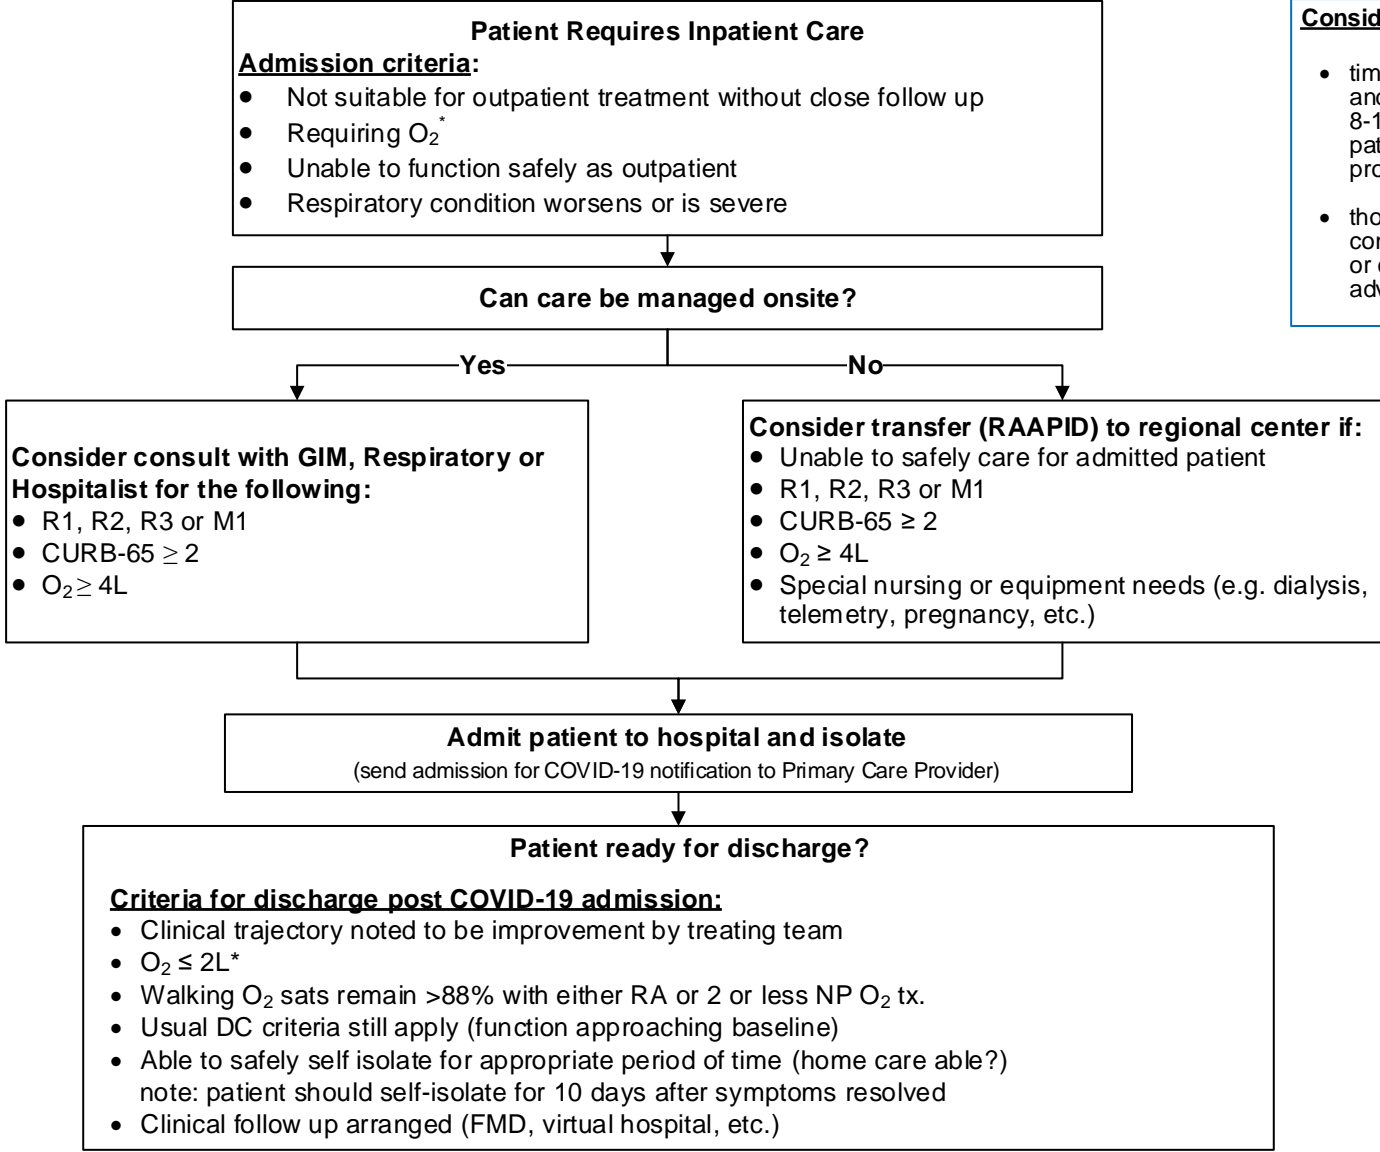 Patient Requires Inpatient Care
Admission criteria:
• Not suitable for outpatient treatment without close follow up
• Requiring O₂*
• Unable to function safely as outpatient
• Respiratory condition worsens or is severe
Can care be managed onsite?
Yes
No
Consider consult with GIM, Respiratory or
Hospitalist for the following:
• R1, R2, R3 or M1
• CURB-65 ≥ 2
• O₂ ≥ 4L
Consider transfer (RAAPID) to regional center if:
• Unable to safely care for admitted patient
• R1, R2, R3 or M1
• CURB-65 ≥ 2
• O₂ ≥ 4L
• Special nursing or equipment needs (e.g. dialysis,
telemetry, pregnancy, etc.)
Admit patient to hospital and isolate
(send admission for COVID-19 notification to Primary Care Provider)
Patient ready for discharge?
Criteria for discharge post COVID-19 admission:
• Clinical trajectory noted to be improvement by treating team
• O₂ ≤ 2L*
• Walking O₂ sats remain >88% with either RA or 2 or less NP O₂ tx.
• Usual DC criteria still apply (function approaching baseline)
• Able to safely self isolate for appropriate period of time (home care able?)
note: patient should self-isolate for 10 days after symptoms resolved
• Clinical follow up arranged (FMD, virtual hospital, etc.)